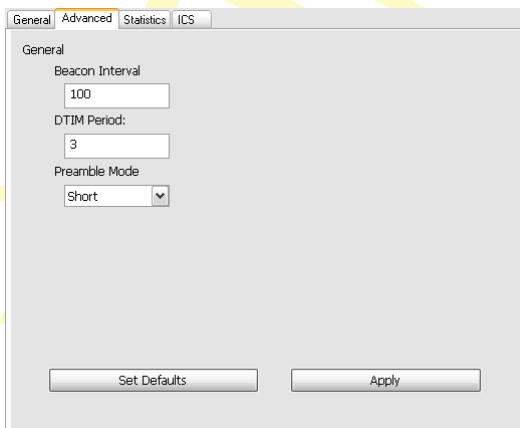 General Advanced Statistics ICS
General
Beacon Interval
100
DTIM Period:
3
Preamble Mode
Short
Set Defaults Apply